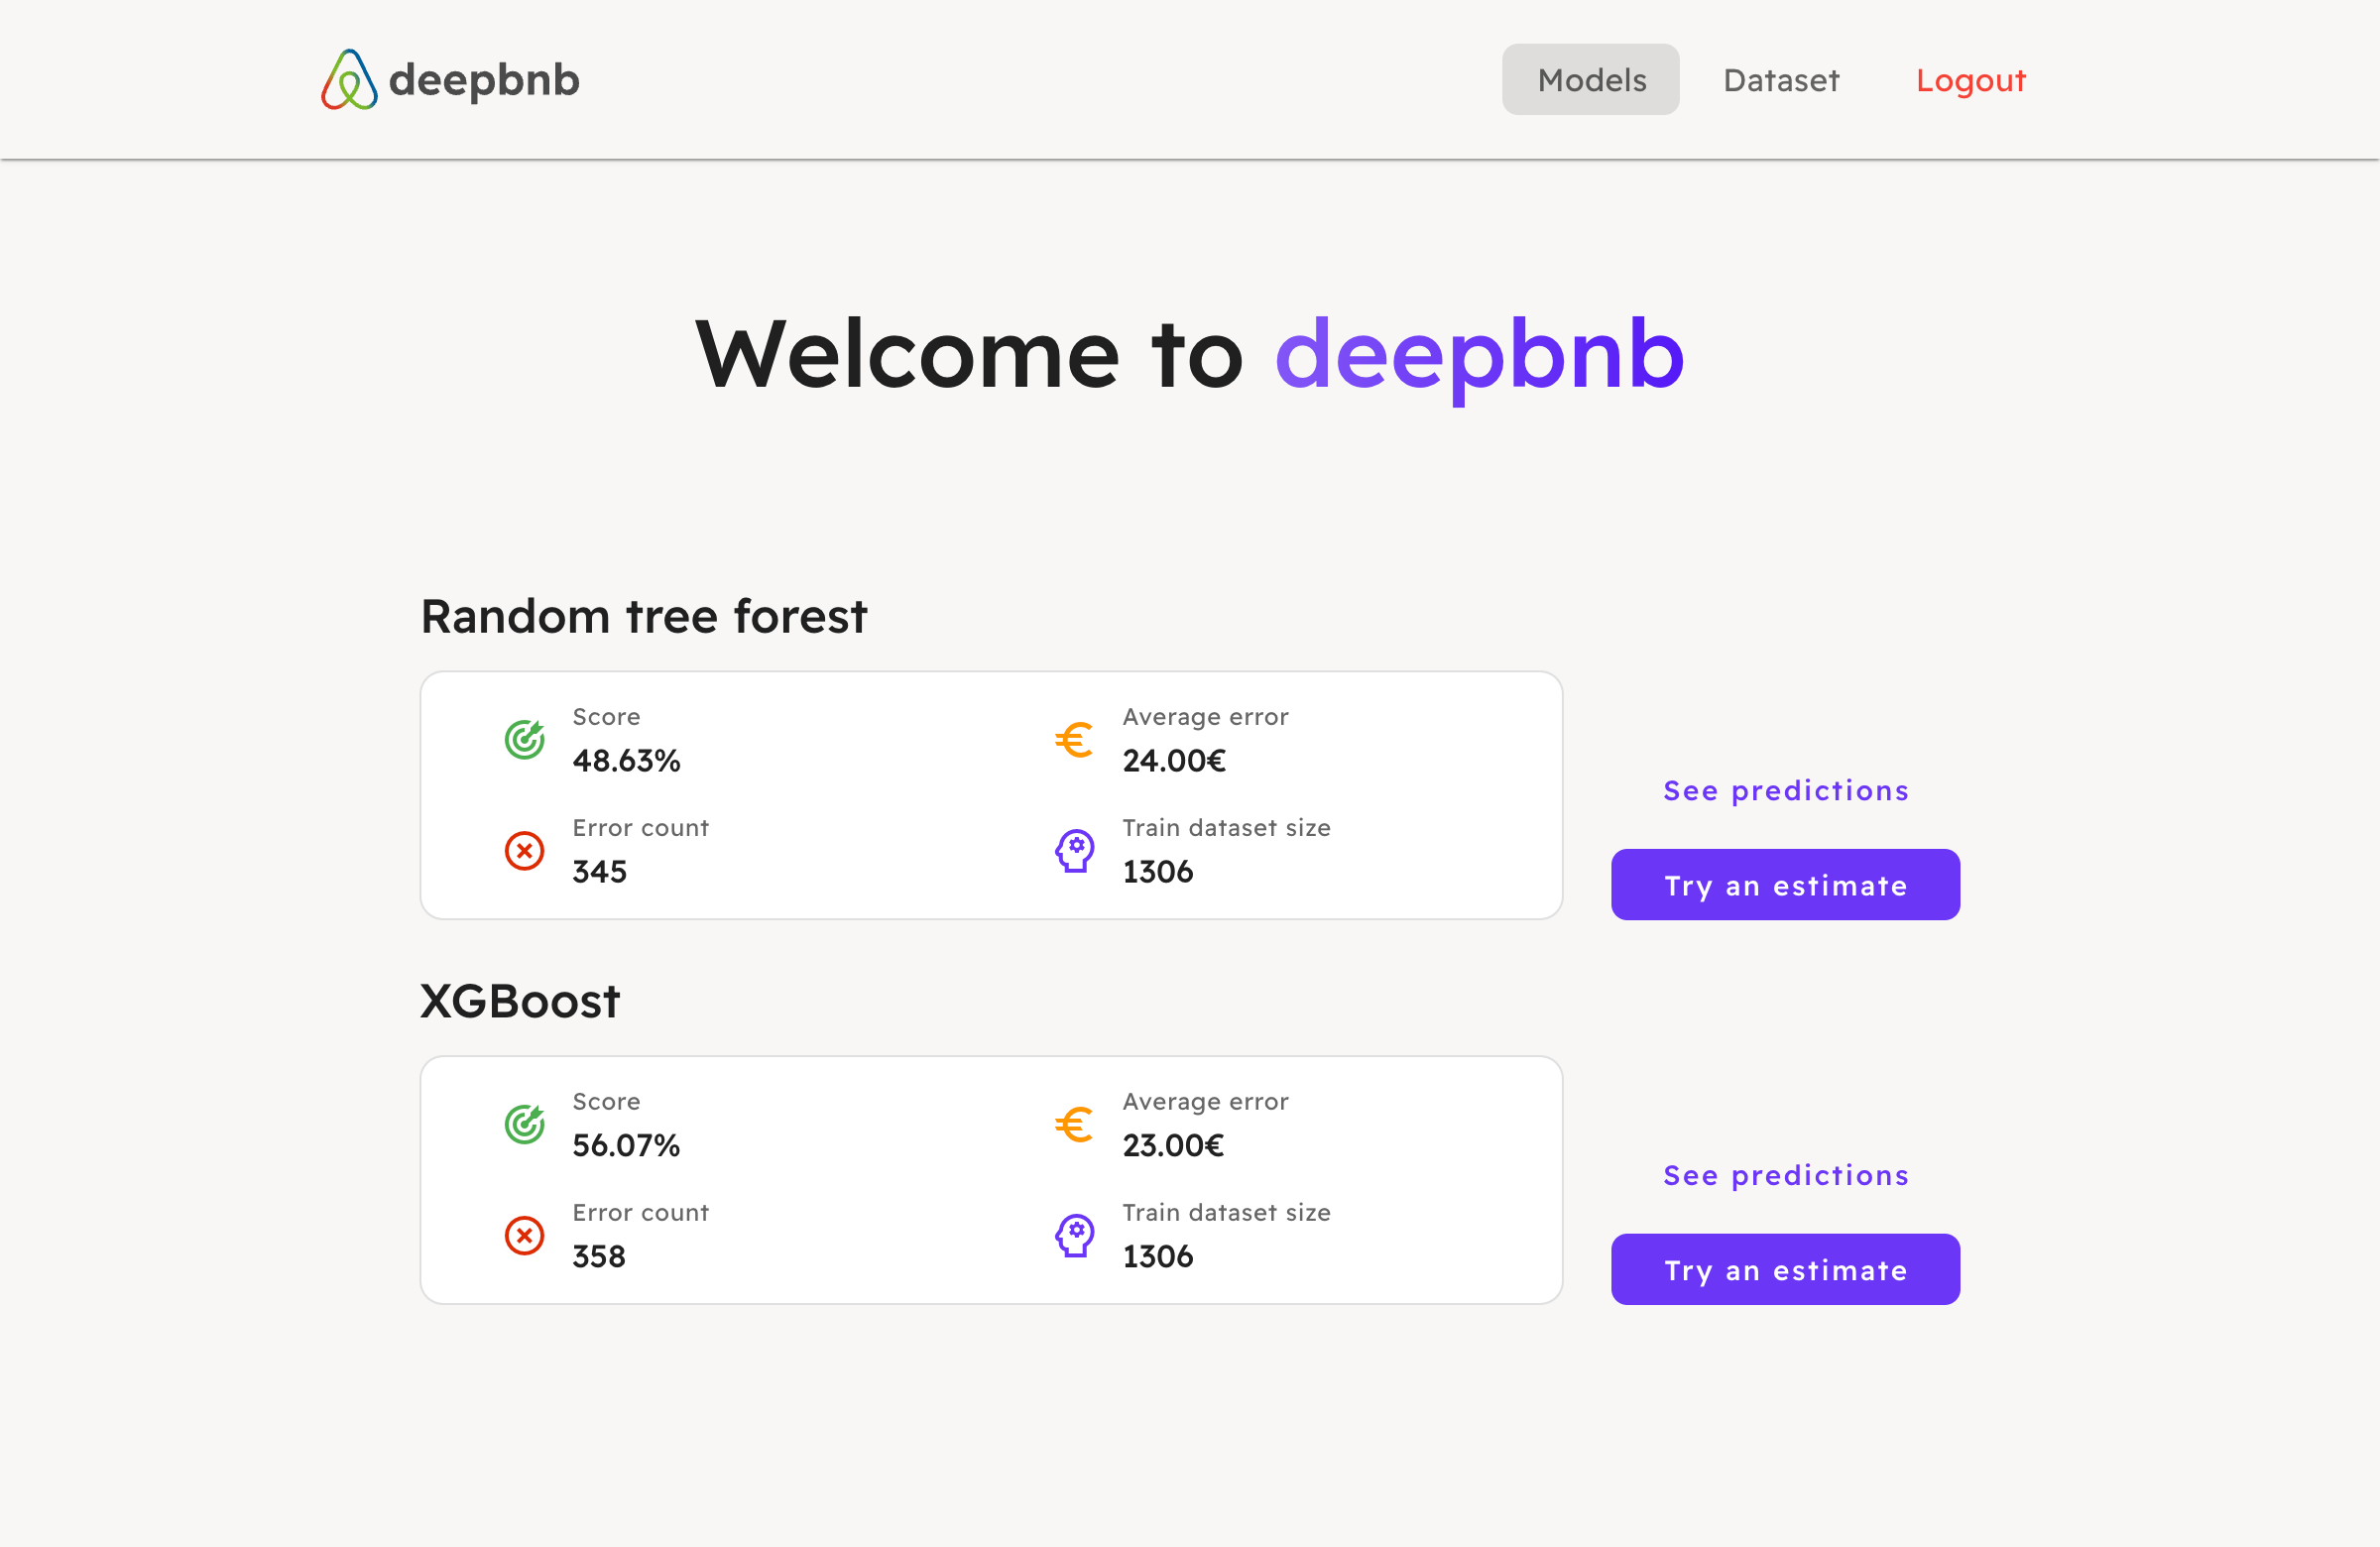 deepbnb
Models
Dataset
Logout
Welcome to deepbnb
Random tree forest
Score
48.63%
Average error
24.00€
Error count
345
Train dataset size
1306
See predictions
Try an estimate
XGBoost
Score
56.07%
Average error
23.00€
Error count
358
Train dataset size
1306
See predictions
Try an estimate